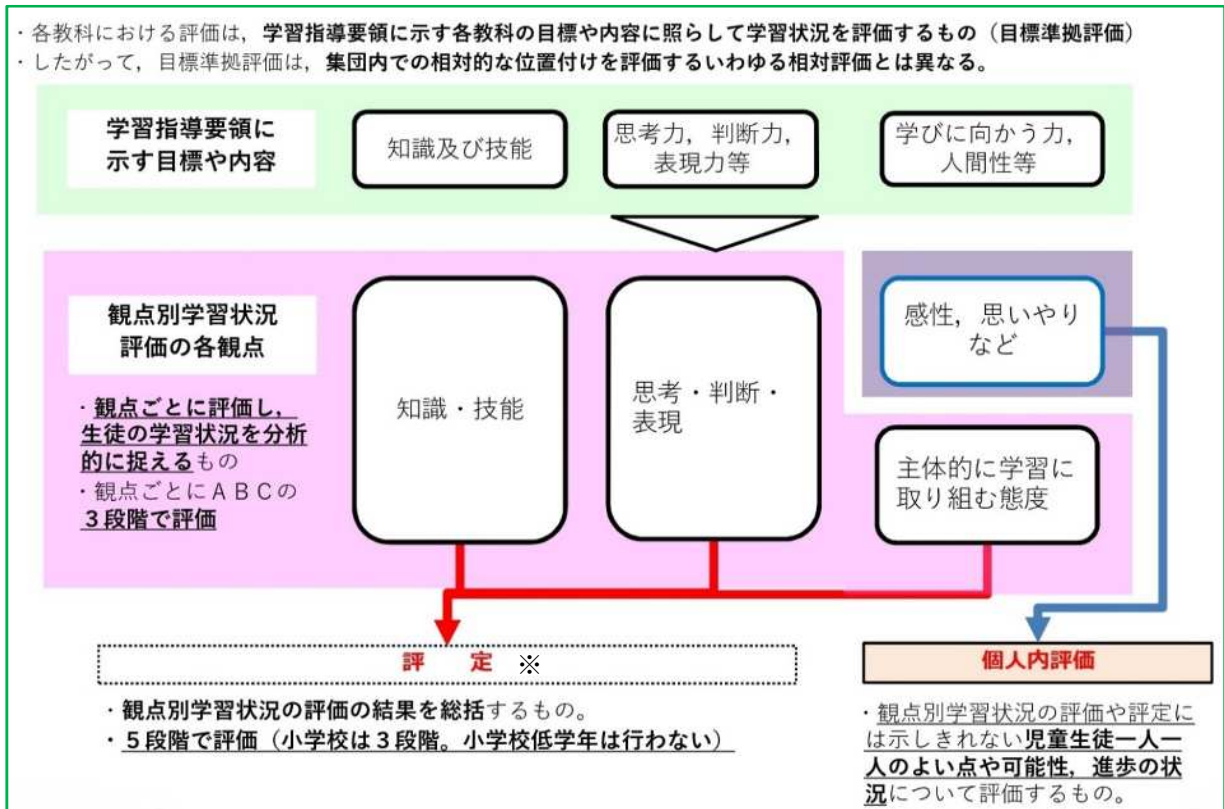 ・各教科における評価は，学習指導要領に示す各教科の目標や内容に照らして学習状況を評価するもの（目標準拠評価）
・したがって，目標準拠評価は，集団内での相対的な位置付けを評価するいわゆる相対評価とは異なる。
学習指導要領に
示す目標や内容
知識及び技能
思考力，判断力，
表現力等
学びに向かう力，
人間性等
観点別学習状況
評価の各観点
・観点ごとに評価し，
生徒の学習状況を分析
的に捉えるもの
・観点ごとにＡＢＣの
３段階で評価
知識・技能
思考・判断・
表現
感性，思いやり
など
主体的に学習に
取り組む態度
評　定　※
・観点別学習状況の評価の結果を総括するもの。
・５段階で評価（小学校は３段階。小学校低学年は行わない）
個人内評価
・観点別学習状況の評価や評定に
は示しきれない児童生徒一人一
人のよい点や可能性，進歩の状
況について評価するもの。